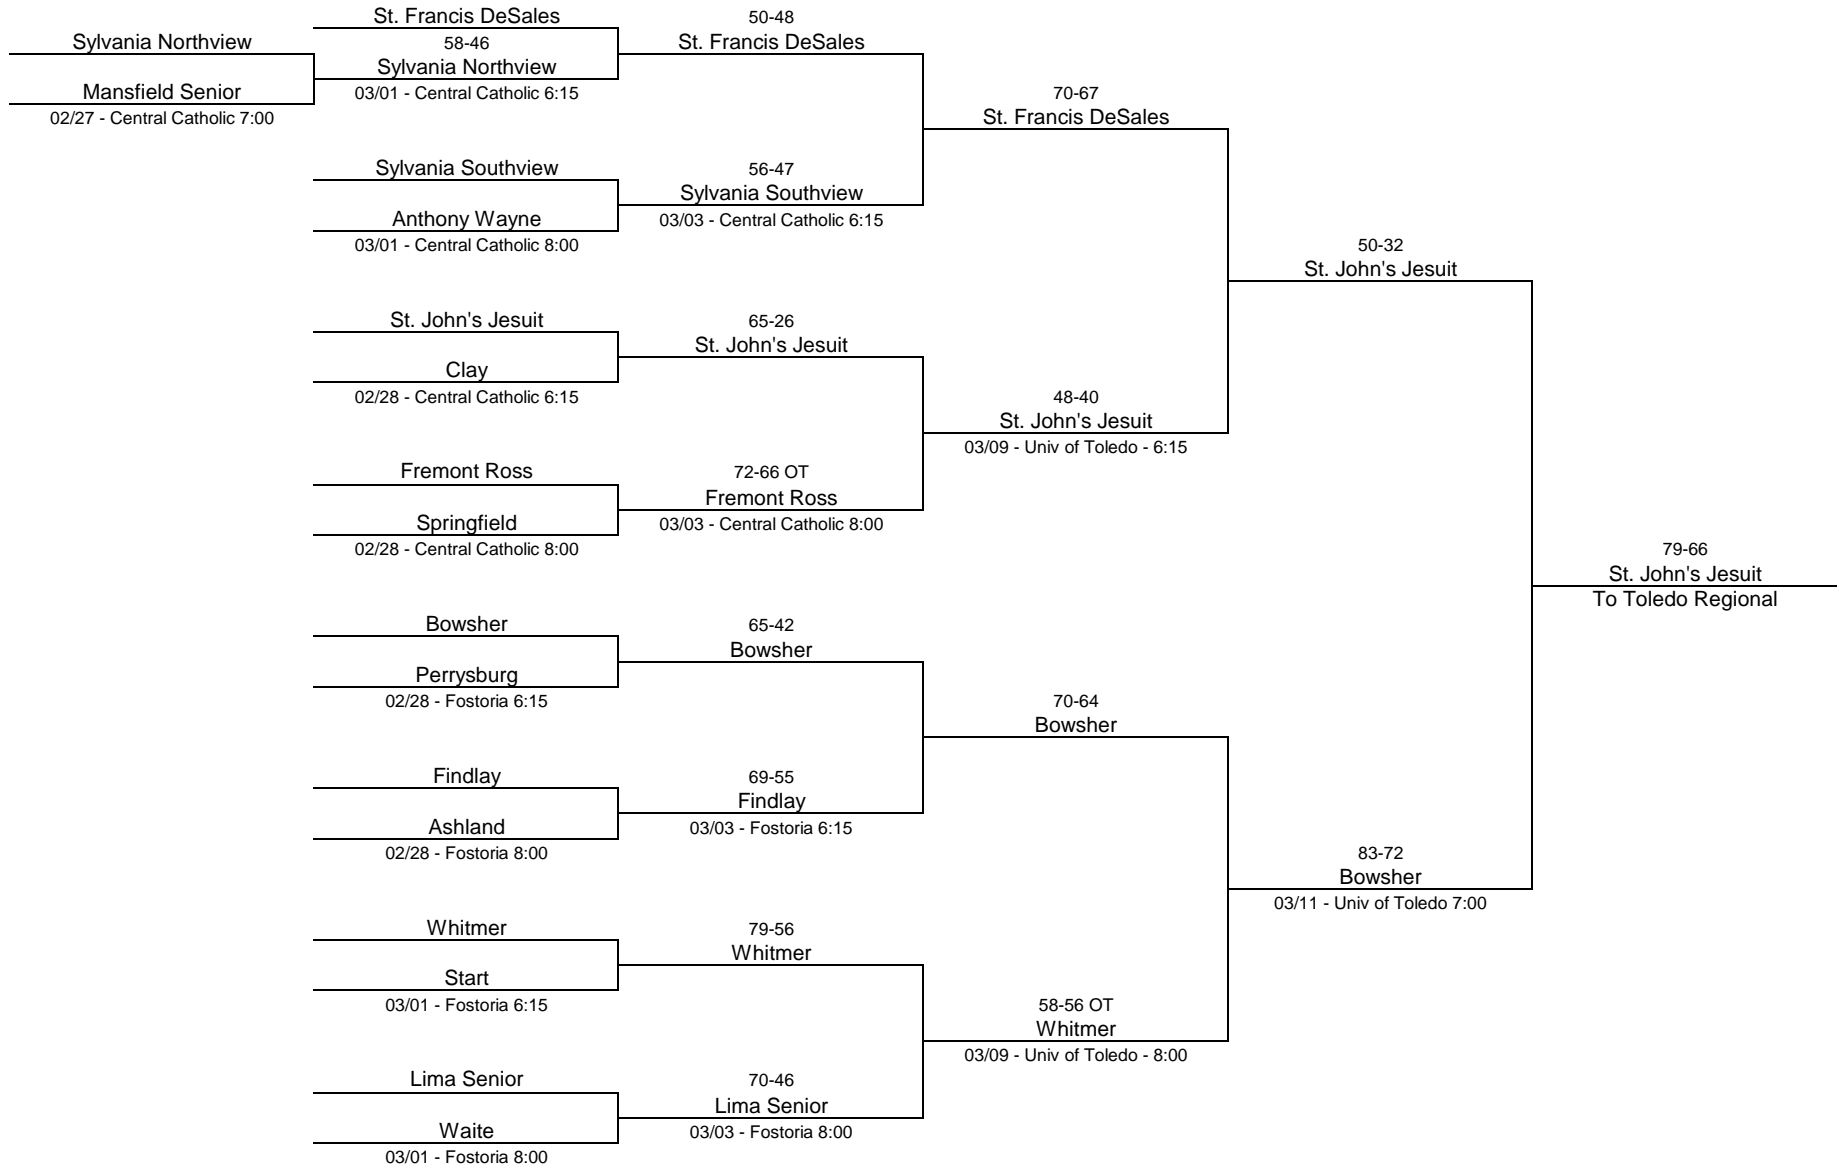 Sylvania Northview
Mansfield Senior
02/27 - Central Catholic 7:00
St. Francis DeSales
58-46
Sylvania Northview
03/01 - Central Catholic 6:15
Sylvania Southview
Anthony Wayne
03/01 - Central Catholic 8:00
St. John's Jesuit
Clay
02/28 - Central Catholic 6:15
Fremont Ross
Springfield
02/28 - Central Catholic 8:00
Bowsher
Perrysburg
02/28 - Fostoria 6:15
Findlay
Ashland
02/28 - Fostoria 8:00
Whitmer
Start
03/01 - Fostoria 6:15
Lima Senior
Waite
03/01 - Fostoria 8:00
50-48
St. Francis DeSales
56-47
Sylvania Southview
03/03 - Central Catholic 6:15
65-26
St. John's Jesuit
72-66 OT
Fremont Ross
03/03 - Central Catholic 8:00
65-42
Bowsher
69-55
Findlay
03/03 - Fostoria 6:15
79-56
Whitmer
70-46
Lima Senior
03/03 - Fostoria 8:00
70-67
St. Francis DeSales
48-40
St. John's Jesuit
03/09 - Univ of Toledo - 6:15
70-64
Bowsher
58-56 OT
Whitmer
03/09 - Univ of Toledo - 8:00
50-32
St. John's Jesuit
83-72
Bowsher
03/11 - Univ of Toledo 7:00
79-66
St. John's Jesuit
To Toledo Regional